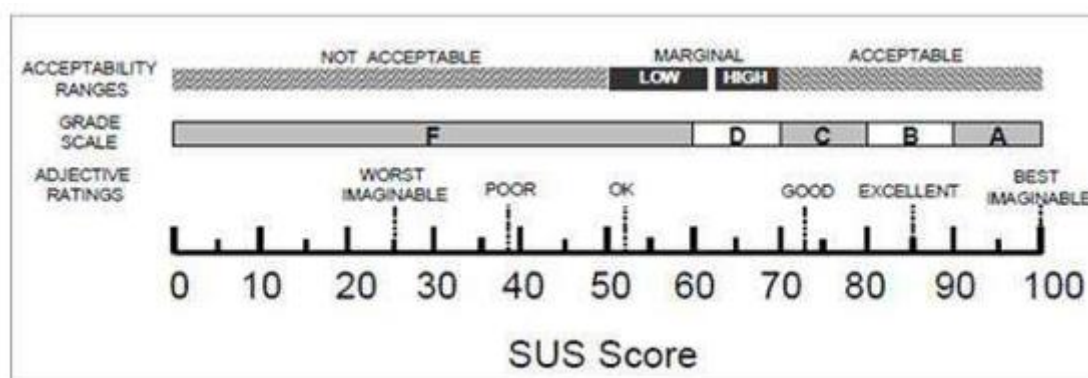 NOT ACCEPTABLE MARGINAL ACCEPTABLE
ACCEPTABILITY RANGES LOW HIGH
GRADE SCALE F D C B A
ADJECTIVE RATINGS WORST IMAGINABLE POOR OK GOOD EXCELLENT BEST IMAGINABLE
0 10 20 30 40 50 60 70 80 90 100
SUS Score